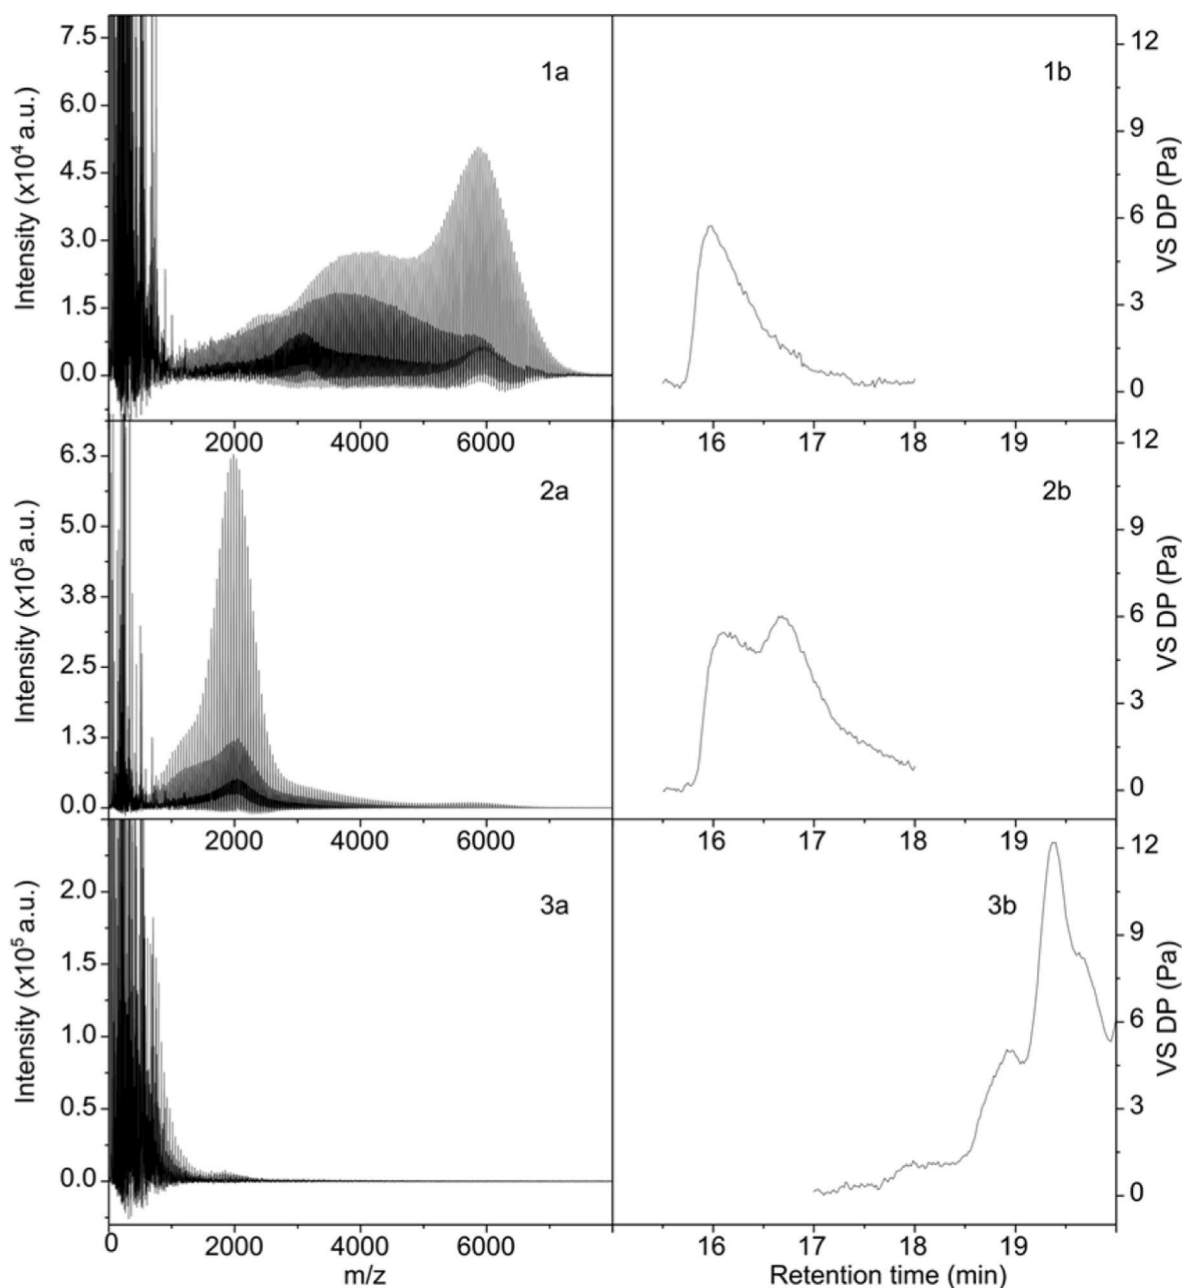 7.5
6.0
4.5
3.0
1.5
0.0
Intensity (x10⁴ a.u.)
1a
1b
12
9
6
3
0
VS DP (Pa)
2000 4000 6000
16 17 18 19
6.3
5.0
3.8
2.5
1.3
0.0
Intensity (x10⁵ a.u.)
2a
2b
12
9
6
3
0
VS DP (Pa)
2000 4000 6000
16 17 18 19
2.0
1.5
1.0
0.5
0.0
Intensity (x10⁵ a.u.)
3a
3b
12
9
6
3
0
VS DP (Pa)
0 2000 4000 6000
16 17 18 19
m/z
Retention time (min)